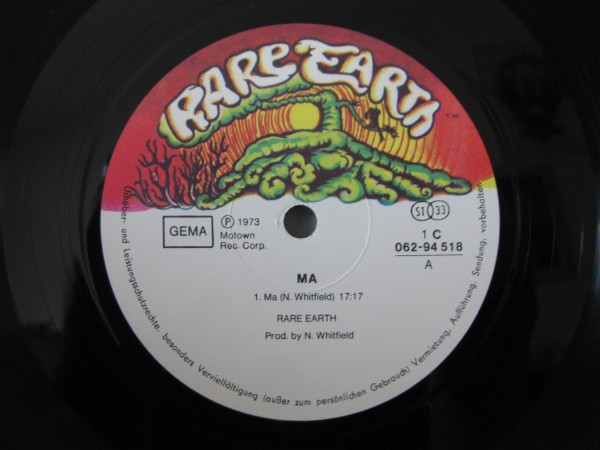 RARE EARTH
T.M.
GEMA
P 1973
Motown
Rec. Corp.
ST 33
1 C
062-94 518
A
MA
1. Ma (N. Whitfield) 17:17
RARE EARTH
Prod. by N. Whitfield
Urheber- und Leistungsschutzrechte, besonders Vervielfältigung (außer zum persönlichen Gebrauch) Vermietung, Aufführung, Sendung, vorbehalten